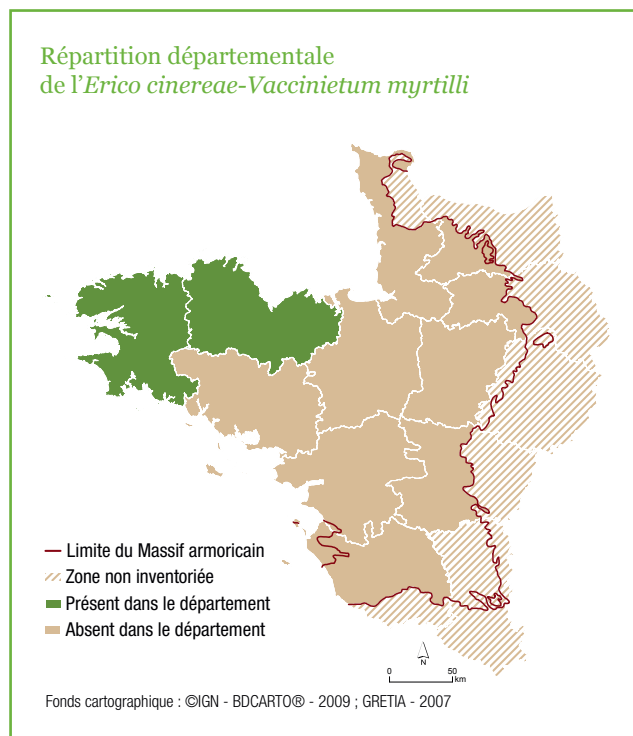 Répartition départementale
de l'Erico cinereae-Vaccinietum myrtilli
Limite du Massif armoricain
Zone non inventoriée
Présent dans le département
Absent dans le département
N
0 50
km
Fonds cartographique : ©IGN - BDCARTO® - 2009 ; GRETIA - 2007